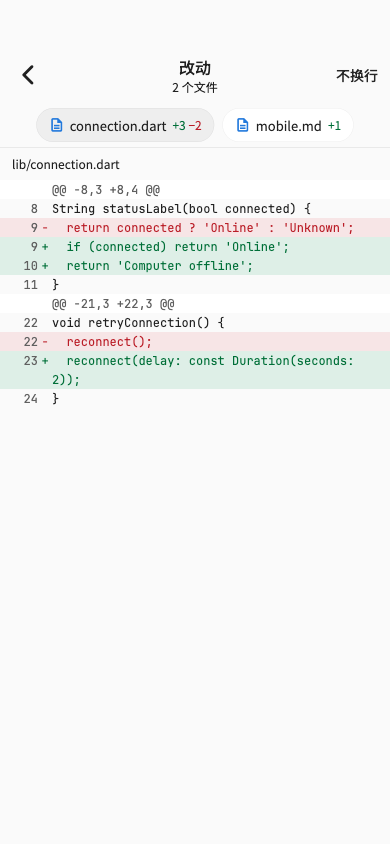 改动
2 个文件
不换行
connection.dart +3 −2
mobile.md +1
lib/connection.dart
@@ -8,3 +8,4 @@
8 String statusLabel(bool connected) {
9 - return connected ? 'Online' : 'Unknown';
9 + if (connected) return 'Online';
10 + return 'Computer offline';
11 }
@@ -21,3 +22,3 @@
22 void retryConnection() {
22 - reconnect();
23 + reconnect(delay: const Duration(seconds:
2));
24 }